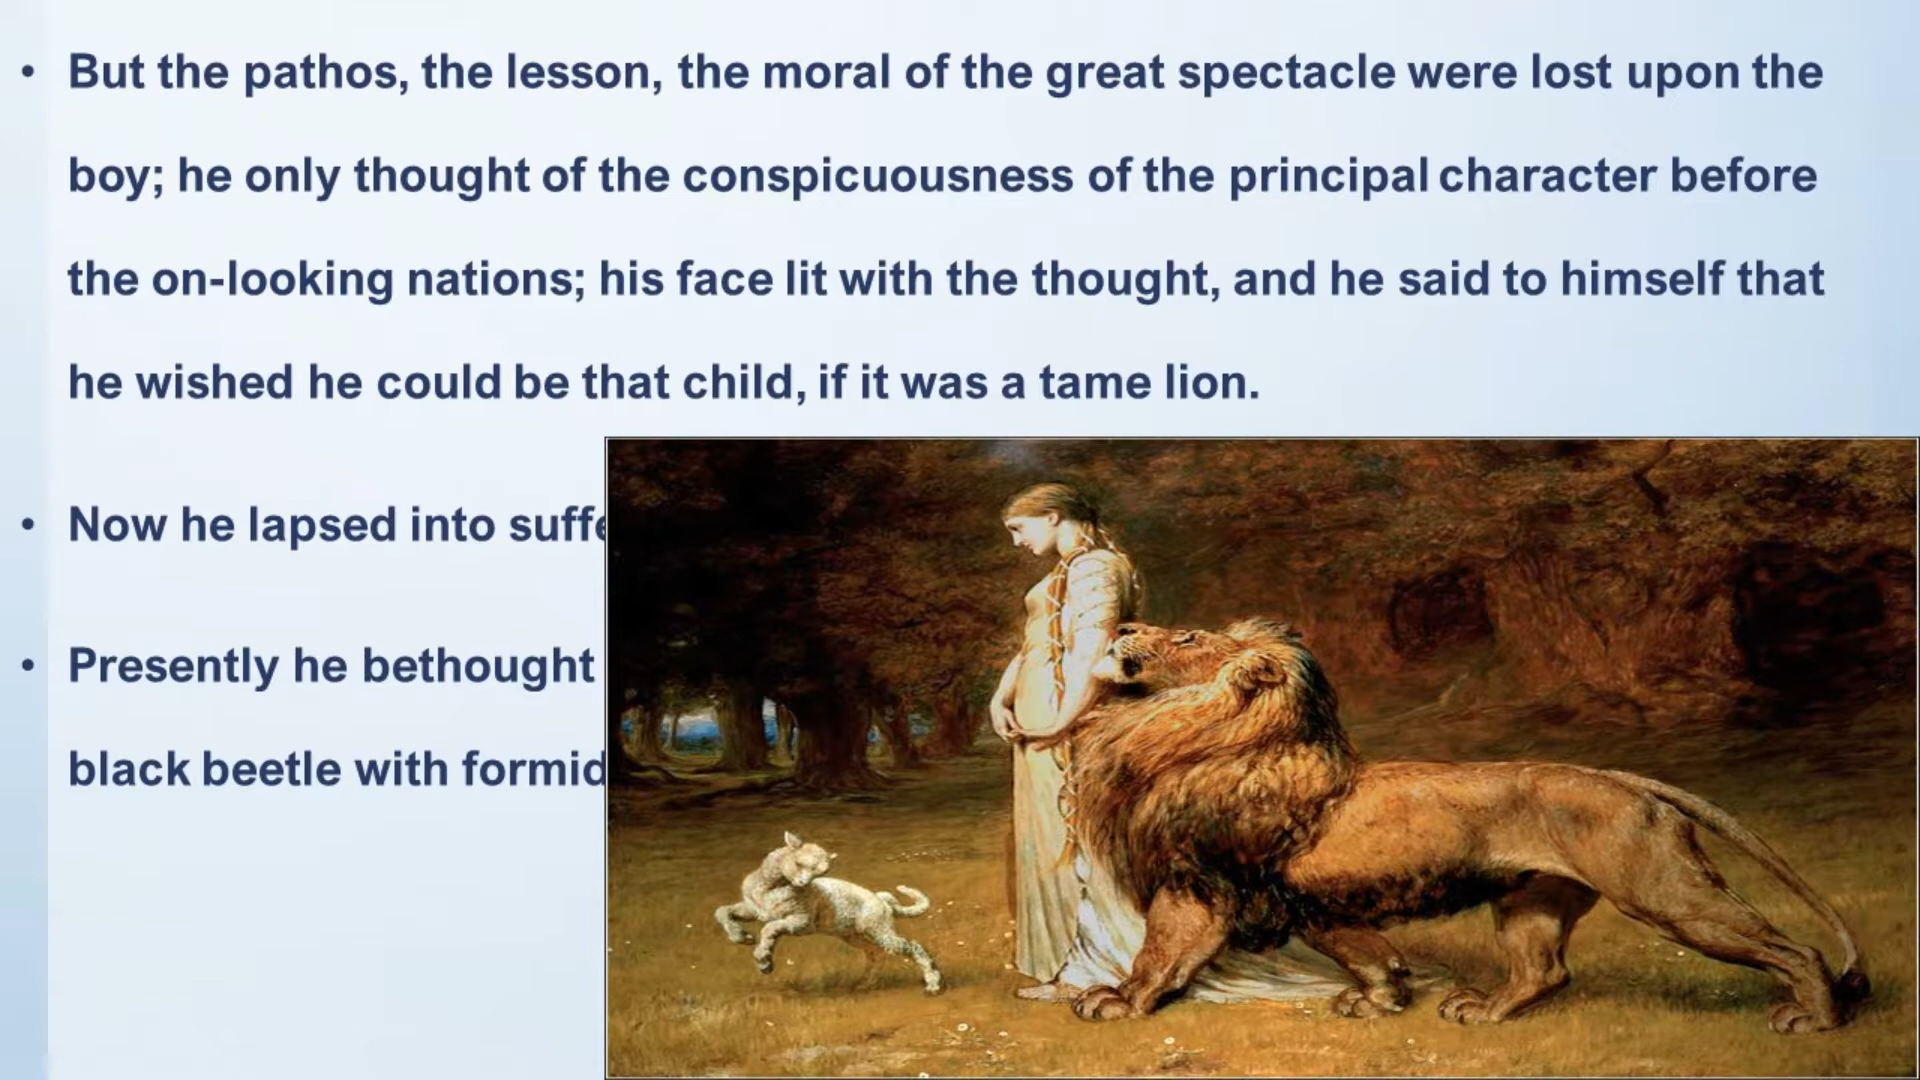 • But the pathos, the lesson, the moral of the great spectacle were lost upon the
boy; he only thought of the conspicuousness of the principal character before
the on-looking nations; his face lit with the thought, and he said to himself that
he wished he could be that child, if it was a tame lion.
• Now he lapsed into
• Presently he bethought
black beetle with